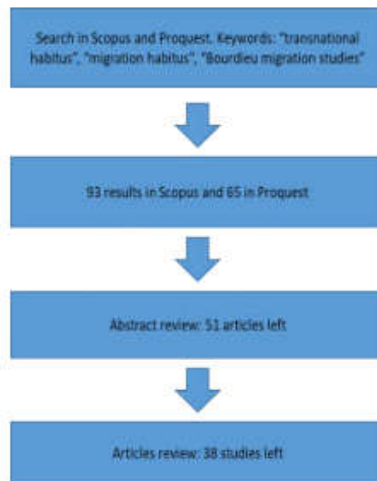 Search in Scopus and Proquest. Keywords: "transnational
habitus", "migration habitus", "Bourdieu migration studies"
93 results in Scopus and 65 in Proquest
Abstract review: 51 articles left
Articles review: 38 studies left